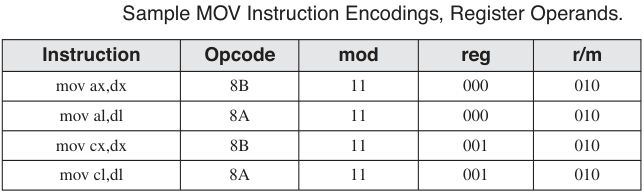 Sample MOV Instruction Encodings, Register Operands.
Instruction Opcode mod reg r/m
mov ax,dx 8B 11 000 010
mov al,dl 8A 11 000 010
mov cx,dx 8B 11 001 010
mov cl,dl 8A 11 001 010